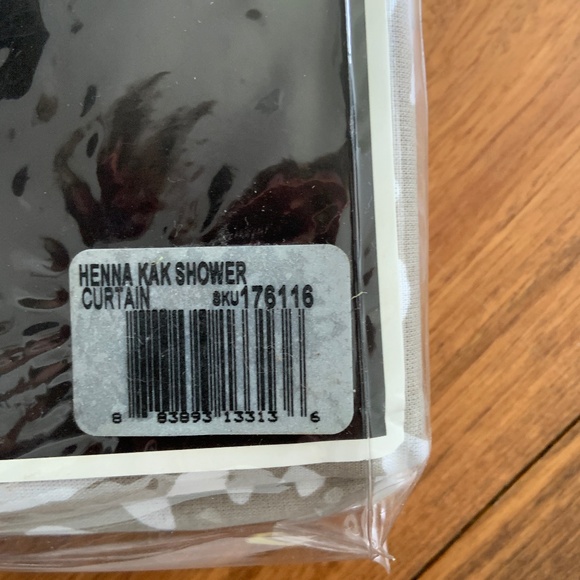 HENNA KAK SHOWER
CURTAIN SKU176116
8 83893 13313 6